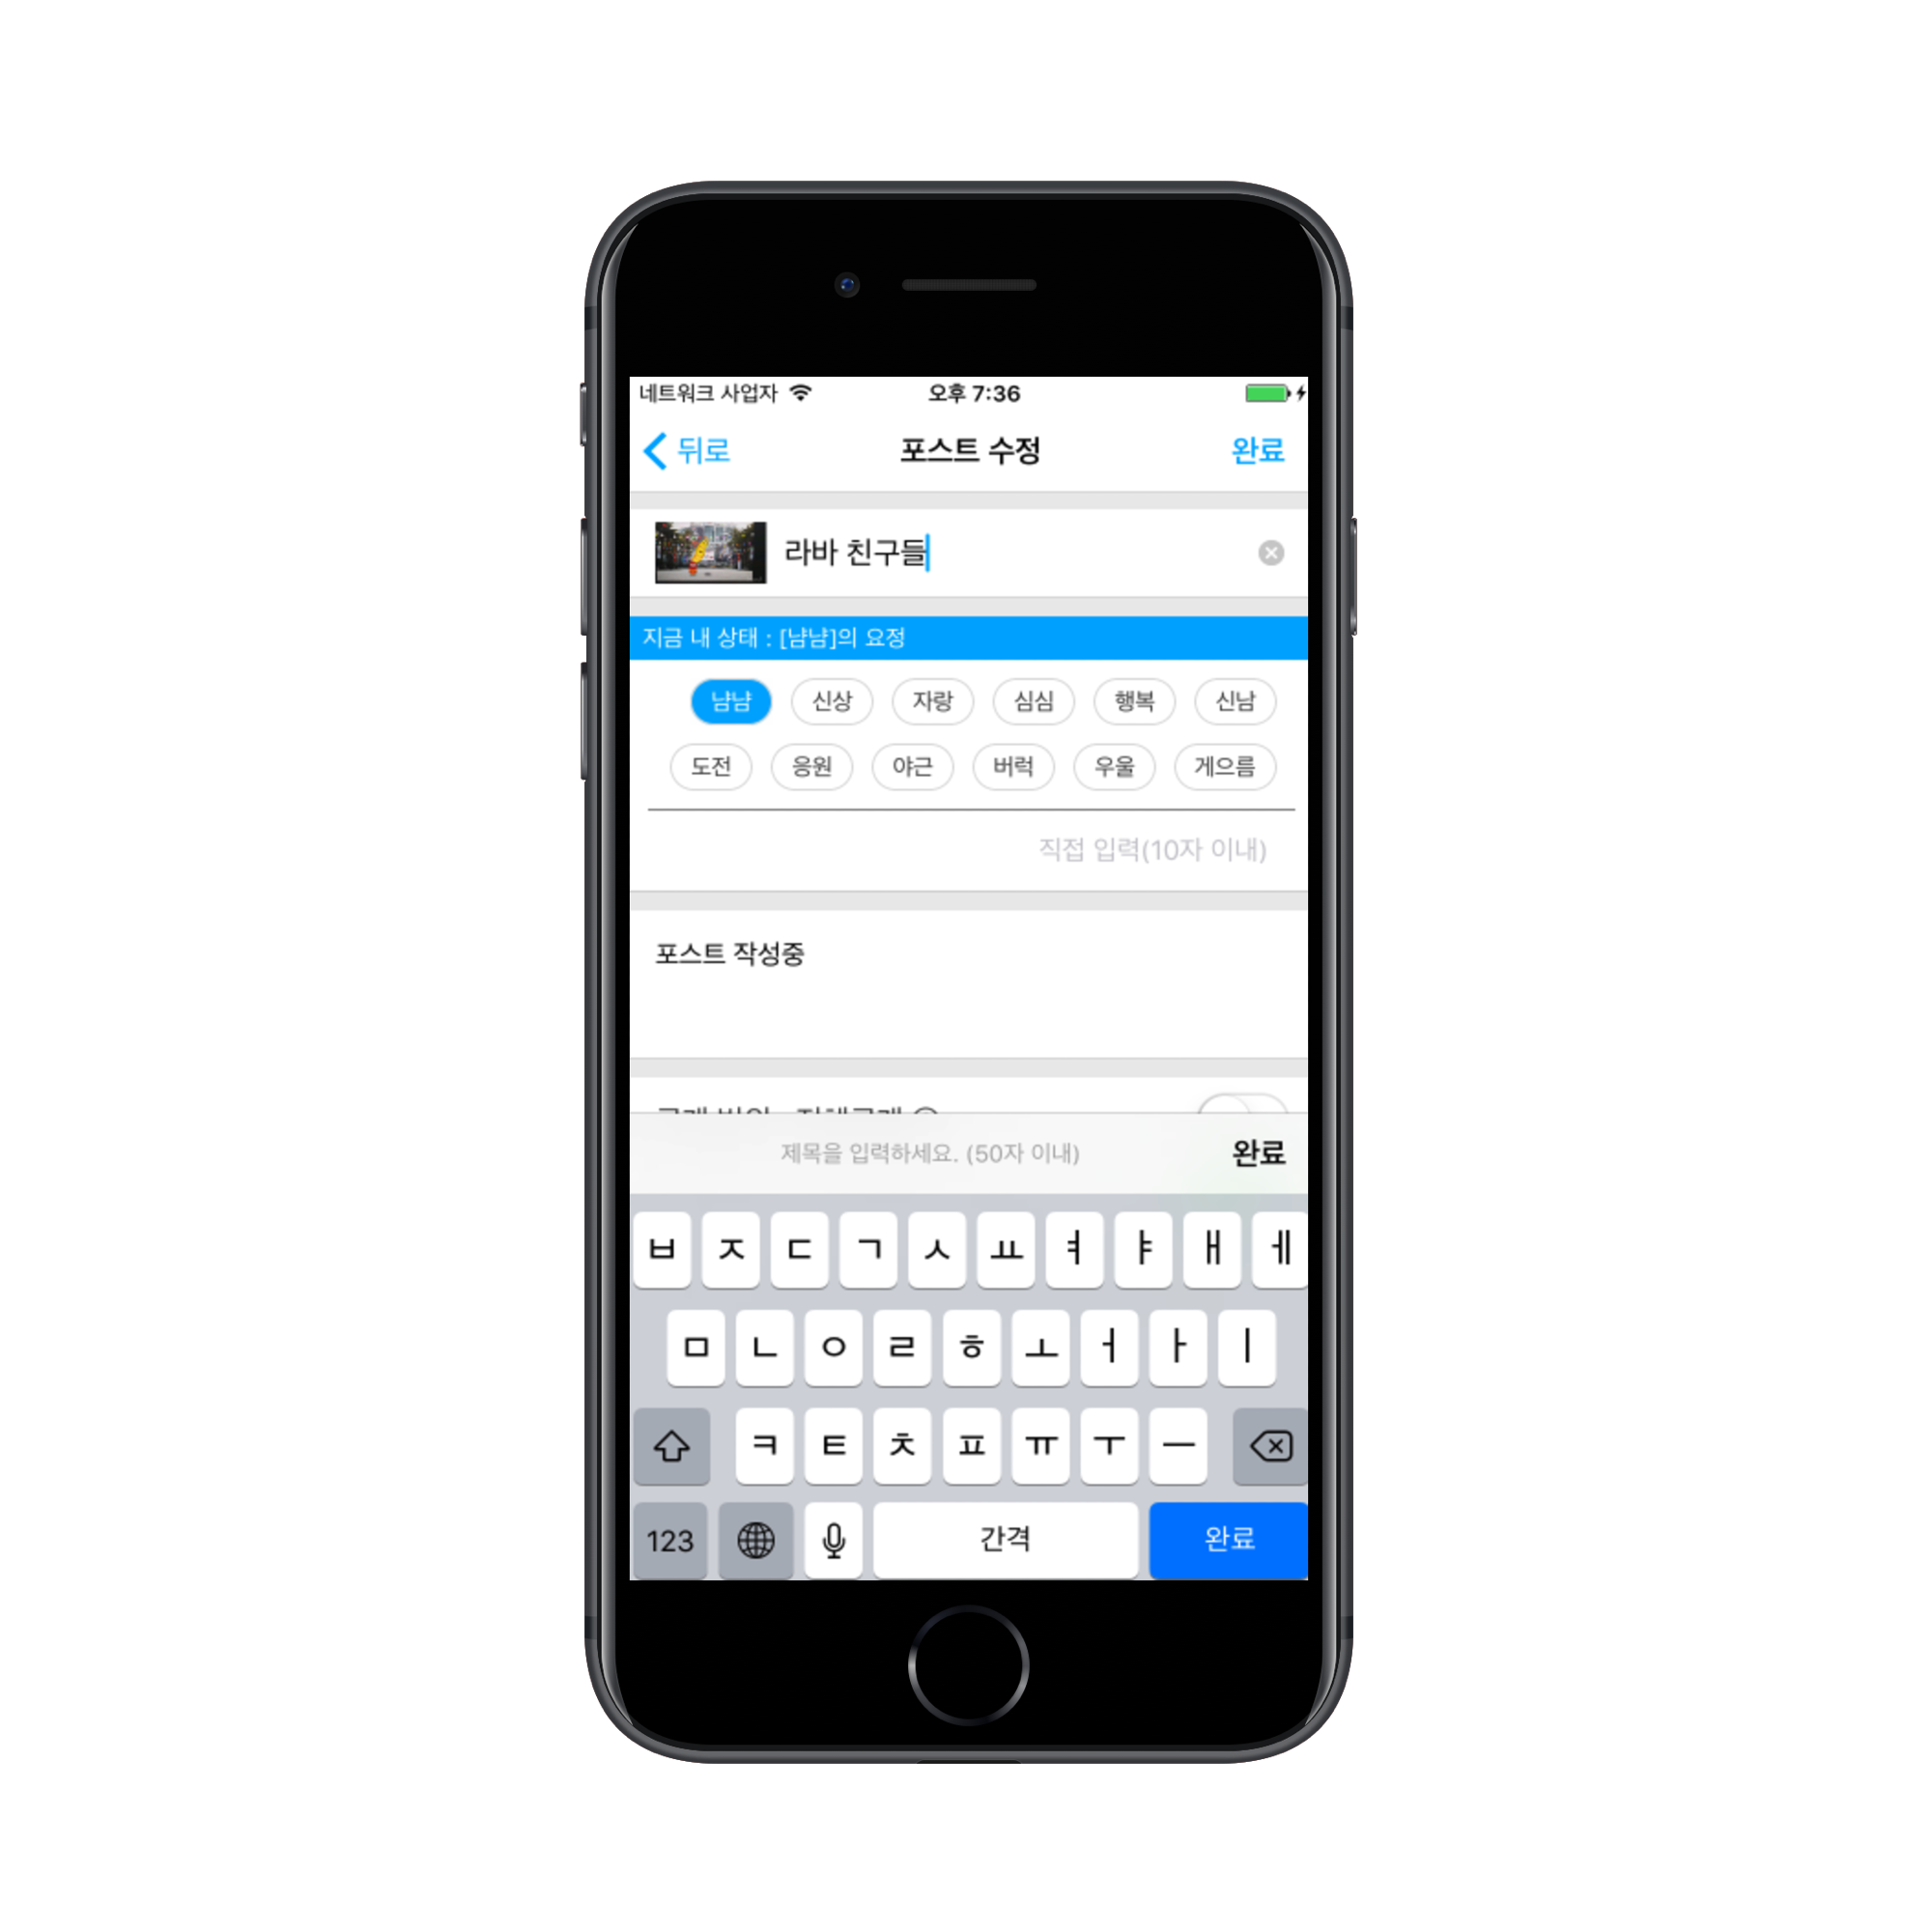 네트워크 사업자 오후 7:36
뒤로 포스트 수정 완료
라바 친구들
지금 내 상태 : [냠냠]의 요정
냠냠 신상 자랑 심심 행복 신남
도전 응원 야근 버럭 우울 게으름
직접 입력(10자 이내)
포스트 작성중
제목을 입력하세요. (50자 이내) 완료
ㅂ ㅈ ㄷ ㄱ ㅅ ㅛ ㅕ ㅑ ㅐ ㅔ
ㅁ ㄴ ㅇ ㄹ ㅎ ㅗ ㅓ ㅏ ㅣ
ㅋ ㅌ ㅊ ㅍ ㅠ ㅜ ㅡ
123 간격 완료